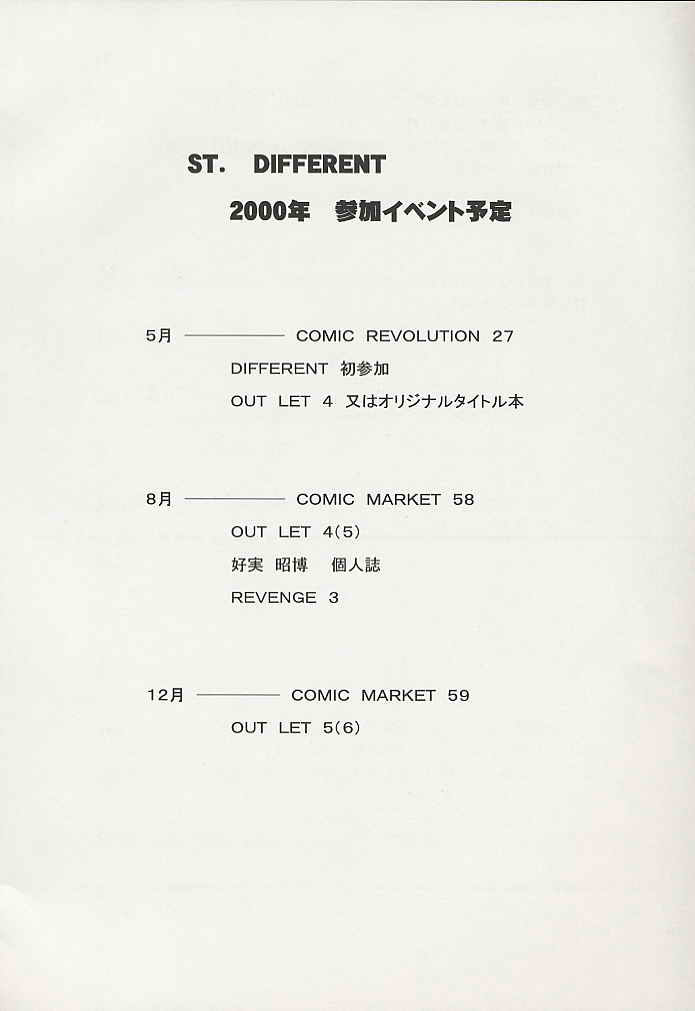 ST. DIFFERENT
2000年 参加イベント予定
5月 ────── COMIC REVOLUTION 27
DIFFERENT 初参加
OUT LET 4 又はオリジナルタイトル本
8月 ────── COMIC MARKET 58
OUT LET 4(5)
好実 昭博 個人誌
REVENGE 3
12月 ───── COMIC MARKET 59
OUT LET 5(6)